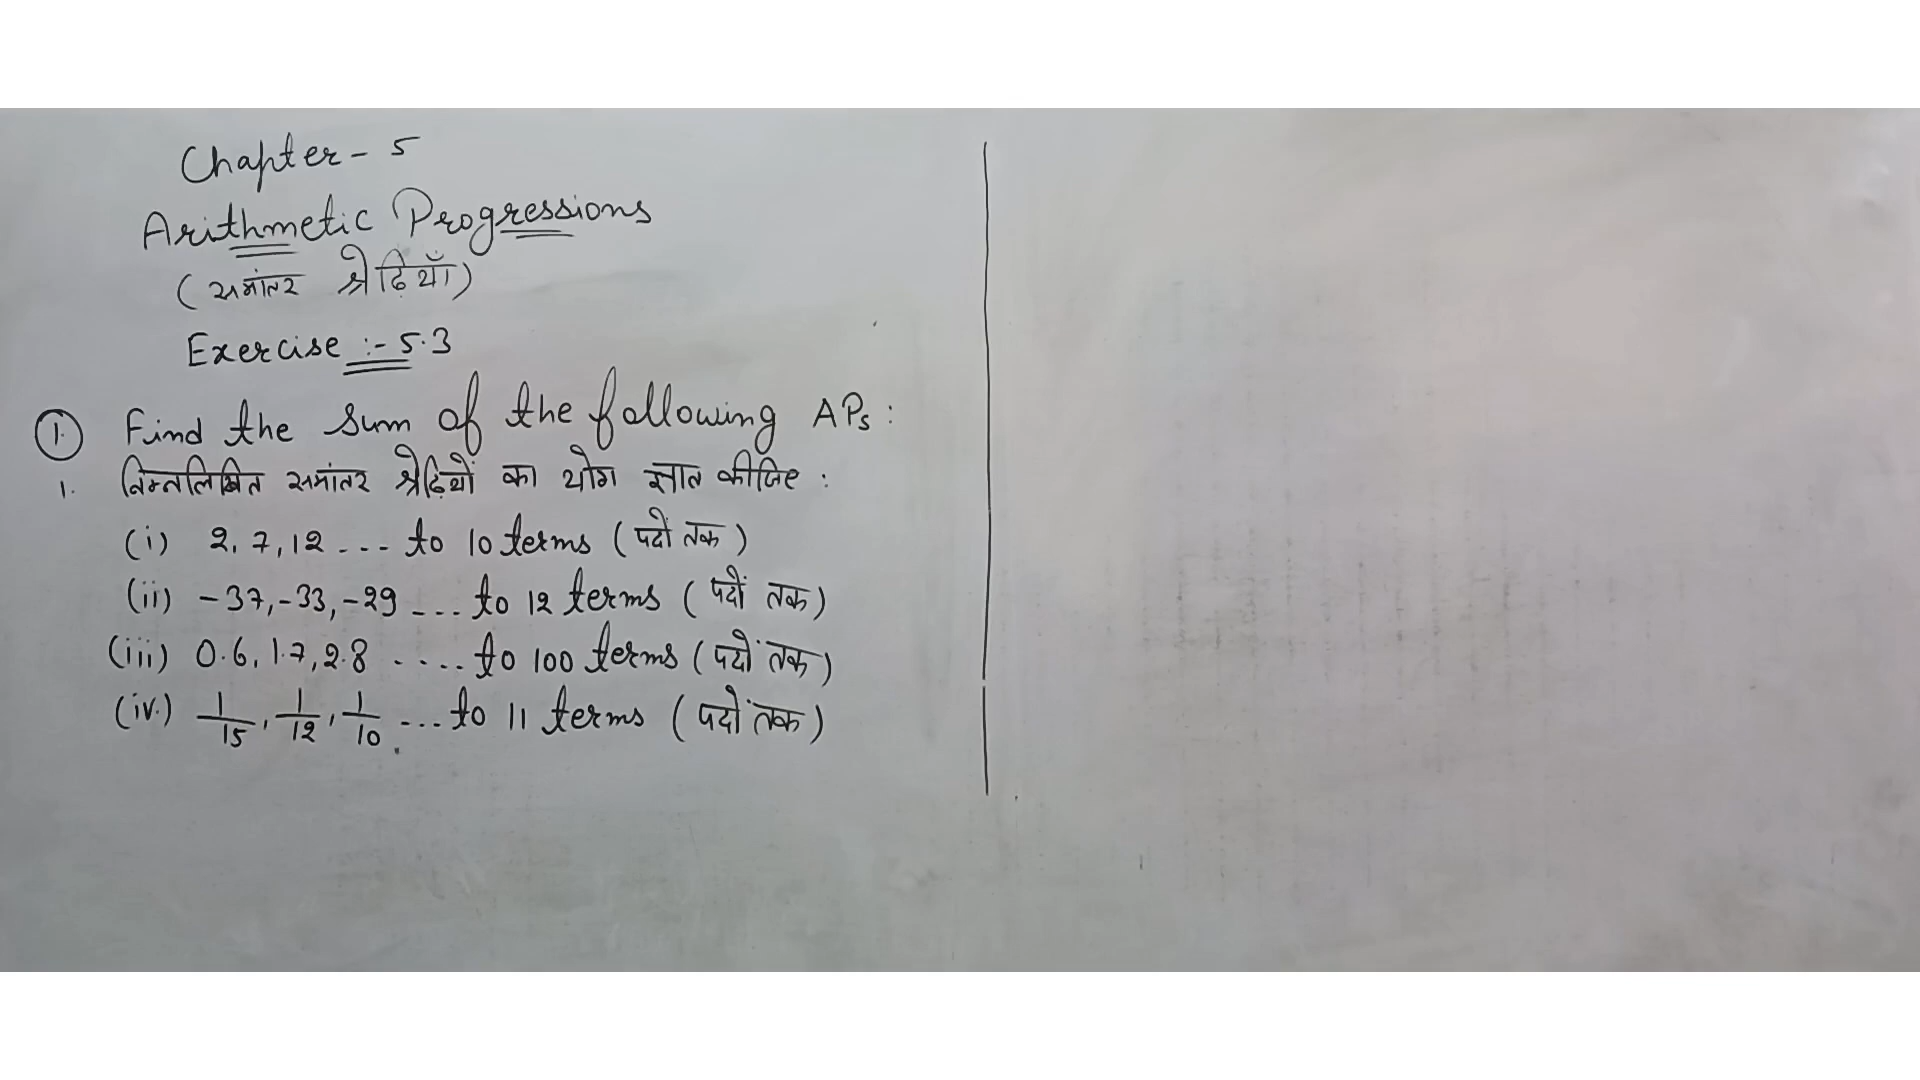 Chapter - 5
Arithmetic Progressions
(समांतर श्रेढ़ियाँ)
Exercise :- 5.3
1. Find the sum of the following APs :
1. निम्नलिखित समांतर श्रेढ़ियों का योग ज्ञात कीजिए :
(i) 2, 7, 12 ... to 10 terms (पदों तक)
(ii) -37, -33, -29 ... to 12 terms (पदों तक)
(iii) 0.6, 1.7, 2.8 .... to 100 terms (पदों तक)
(iv.) 1/15, 1/12, 1/10 ... to 11 terms (पदों तक)